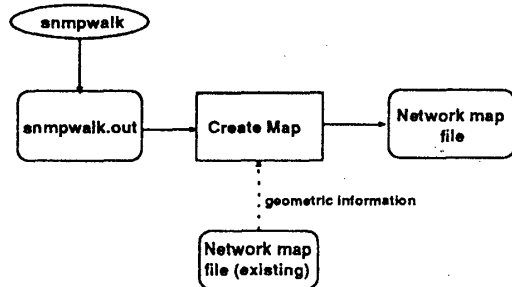 snmpwalk
snmpwalk.out
Create Map
Network map
file
geometric information
Network map
file (existing)